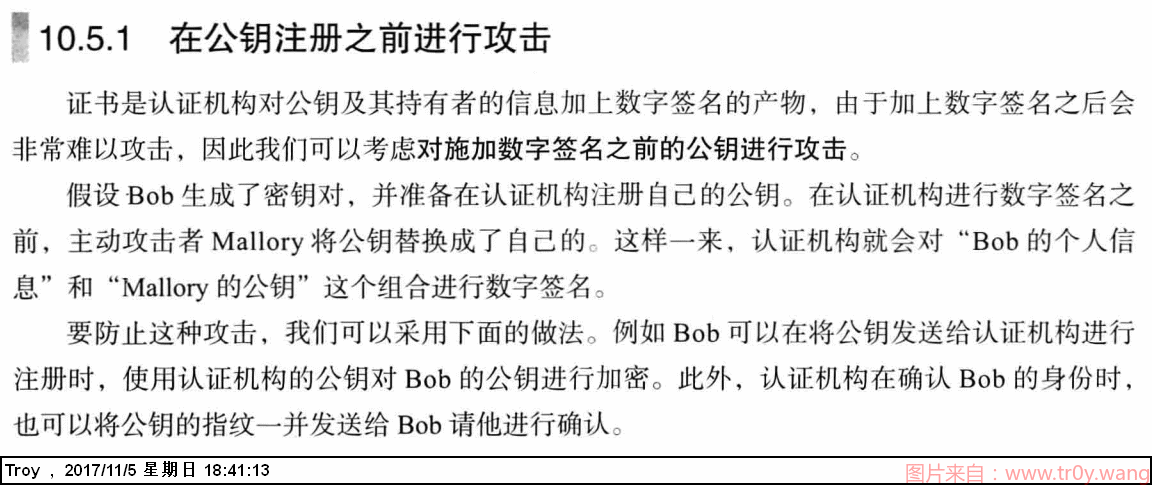 10.5.1 在公钥注册之前进行攻击
证书是认证机构对公钥及其持有者的信息加上数字签名的产物，由于加上数字签名之后会
非常难以攻击，因此我们可以考虑对施加数字签名之前的公钥进行攻击。
假设 Bob 生成了密钥对，并准备在认证机构注册自己的公钥。在认证机构进行数字签名之
前，主动攻击者 Mallory 将公钥替换成了自己的。这样一来，认证机构就会对“Bob 的个人信
息”和“Mallory 的公钥”这个组合进行数字签名。
要防止这种攻击，我们可以采用下面的做法。例如 Bob 可以在将公钥发送给认证机构进行
注册时，使用认证机构的公钥对 Bob 的公钥进行加密。此外，认证机构在确认 Bob 的身份时，
也可以将公钥的指纹一并发送给 Bob 请他进行确认。
Troy , 2017/11/5 星期日 18:41:13
图片来自：www.tr0y.wang